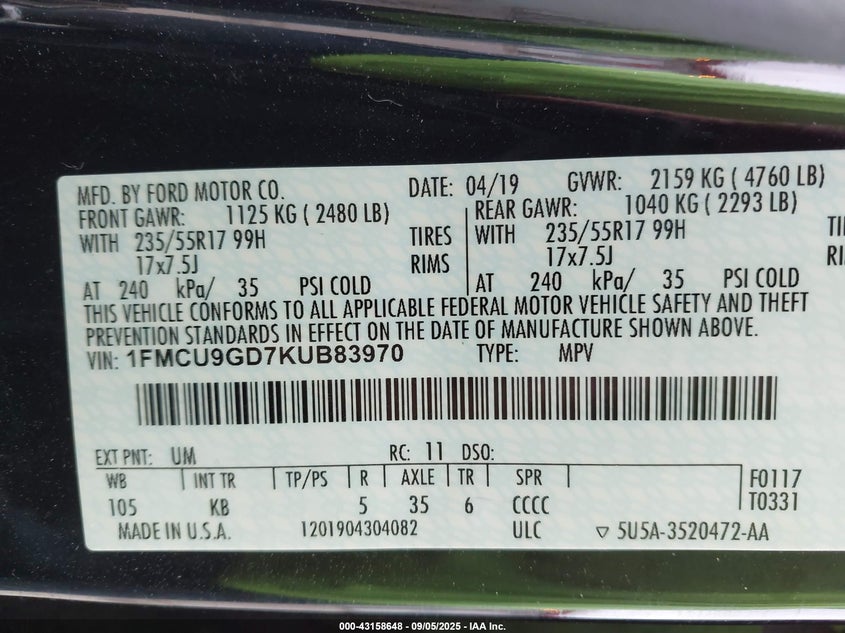 MFD. BY FORD MOTOR CO. DATE: 04/19 GVWR: 2159 KG ( 4760 LB)
FRONT GAWR: 1125 KG ( 2480 LB) REAR GAWR: 1040 KG ( 2293 LB)
WITH 235/55R17 99H TIRES WITH 235/55R17 99H TIRE
17x7.5J RIMS 17x7.5J RI
AT 240 kPa/ 35 PSI COLD AT 240 kPa/ 35 PSI COLD
THIS VEHICLE CONFORMS TO ALL APPLICABLE FEDERAL MOTOR VEHICLE SAFETY AND THEFT
PREVENTION STANDARDS IN EFFECT ON THE DATE OF MANUFACTURE SHOWN ABOVE.
VIN: 1FMCU9GD7KUB83970 TYPE: MPV
EXT PNT: UM RC: 11 DSO:
WB INT TR TP/PS R AXLE TR SPR F0117
105 KB 5 35 6 CCCC T0331
MADE IN U.S.A. 1201904304082 ULC ▽ 5U5A-3520472-AA
000-43158648 - 09/05/2025 - IAA Inc.